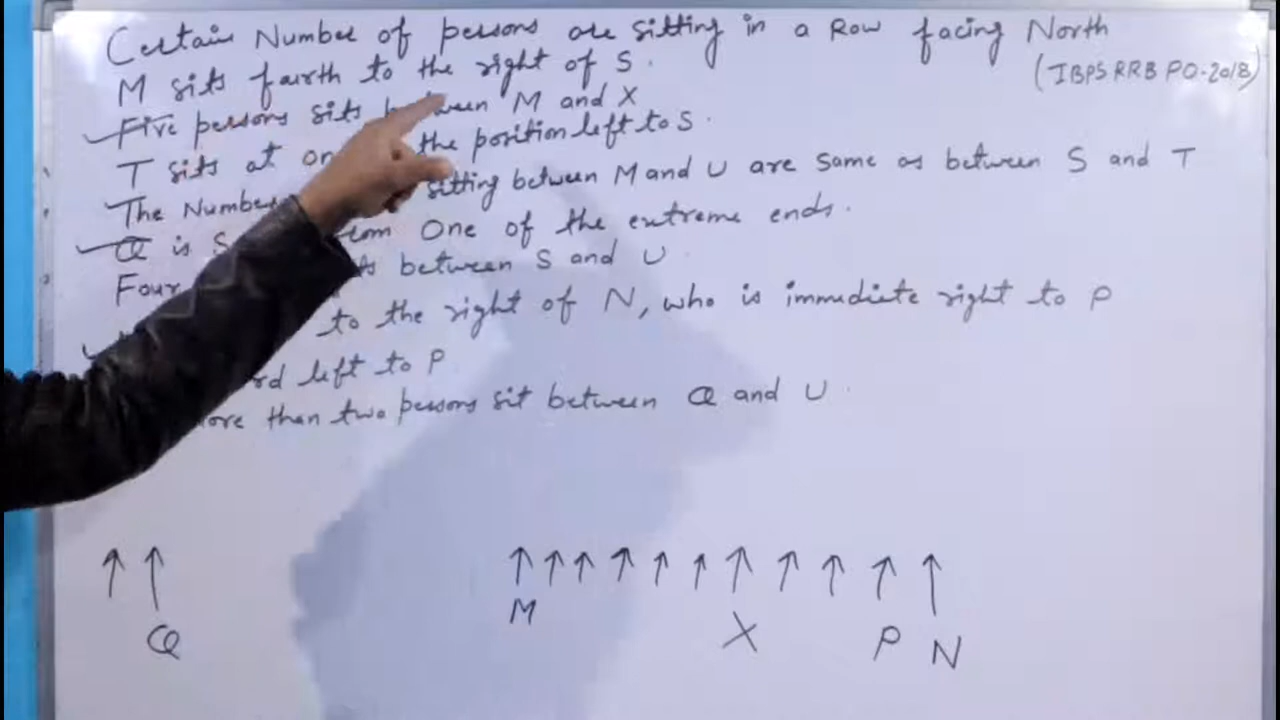 Certain Number of persons are sitting in a Row facing North
(IBPS RRB PO-2018)
M sits fourth to the right of S.
Five persons sits between M and X
T sits at on the position left to S.
The Number sitting between M and U are same as between S and T
Q is One of the extreme ends.
Four between S and U
to the right of N, who is immediate right to P
left to P
than two persons sit between Q and U.
Q
M
X
P
N